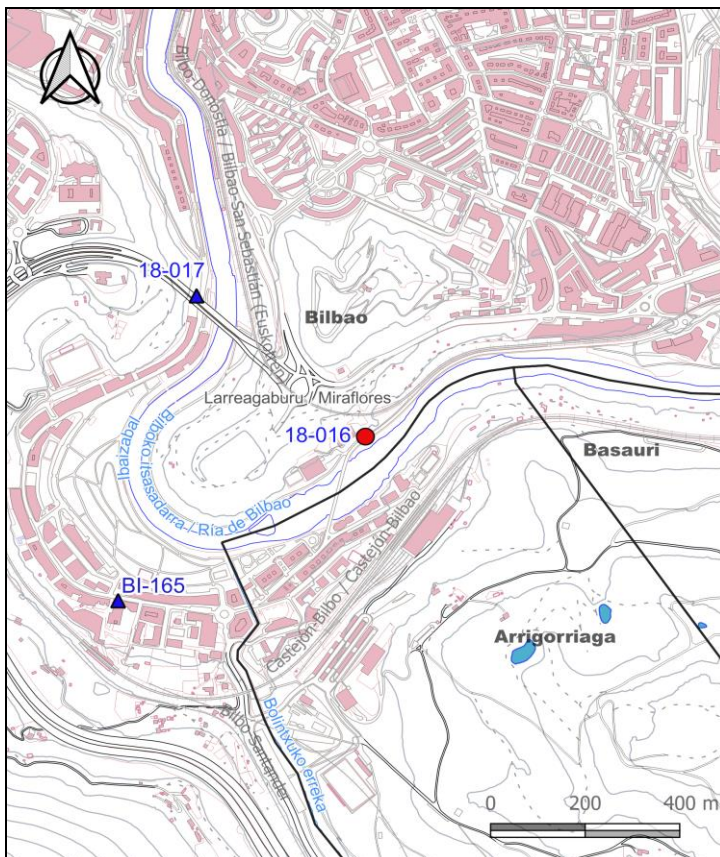 Bilbo-Donostia / Bilbao-San Sebastián (Euskotren)
18-017
Bilbao
Larreagaburu / Miraflores
18-016
Basauri
Ibaizabal
Bilboko itsasadarra / Ría de Bilbao
Castejón-Bilbo / Castejón-Bilbao
BI-165
Arrigorriaga
Bilbo-Santander
Bolintxuko erreka
0 200 400 m